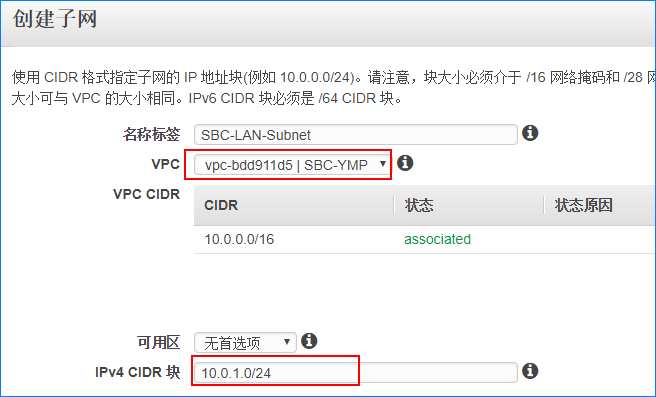 创建子网
使用 CIDR 格式指定子网的 IP 地址块(例如 10.0.0.0/24)。请注意，块大小必须介于 /16 网络掩码和 /28 网
大小可与 VPC 的大小相同。IPv6 CIDR 块必须是 /64 CIDR 块。
名称标签 SBC-LAN-Subnet
VPC vpc-bdd911d5 | SBC-YMP
VPC CIDR
CIDR 状态 状态原因
10.0.0.0/16 associated
可用区 无首选项
IPv4 CIDR 块 10.0.1.0/24